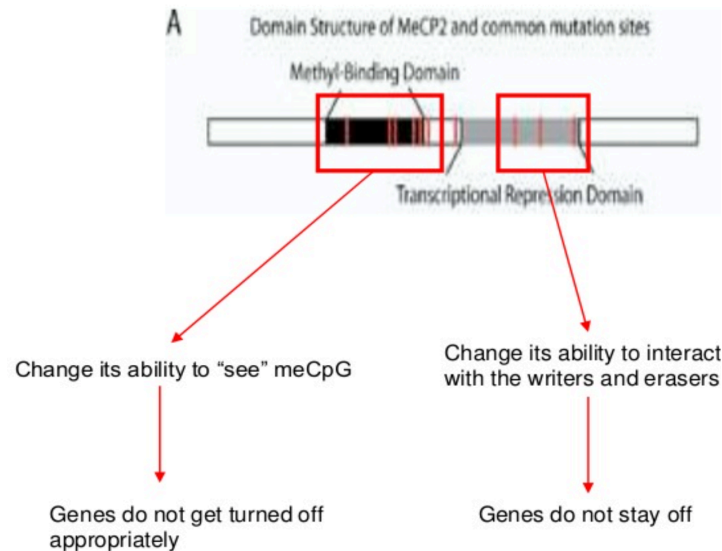 A
Domain Structure of MeCP2 and common mutation sites
Methyl-Binding Domain
Transcriptional Repression Domain
Change its ability to “see” meCpG
Change its ability to interact
with the writers and erasers
Genes do not get turned off
appropriately
Genes do not stay off